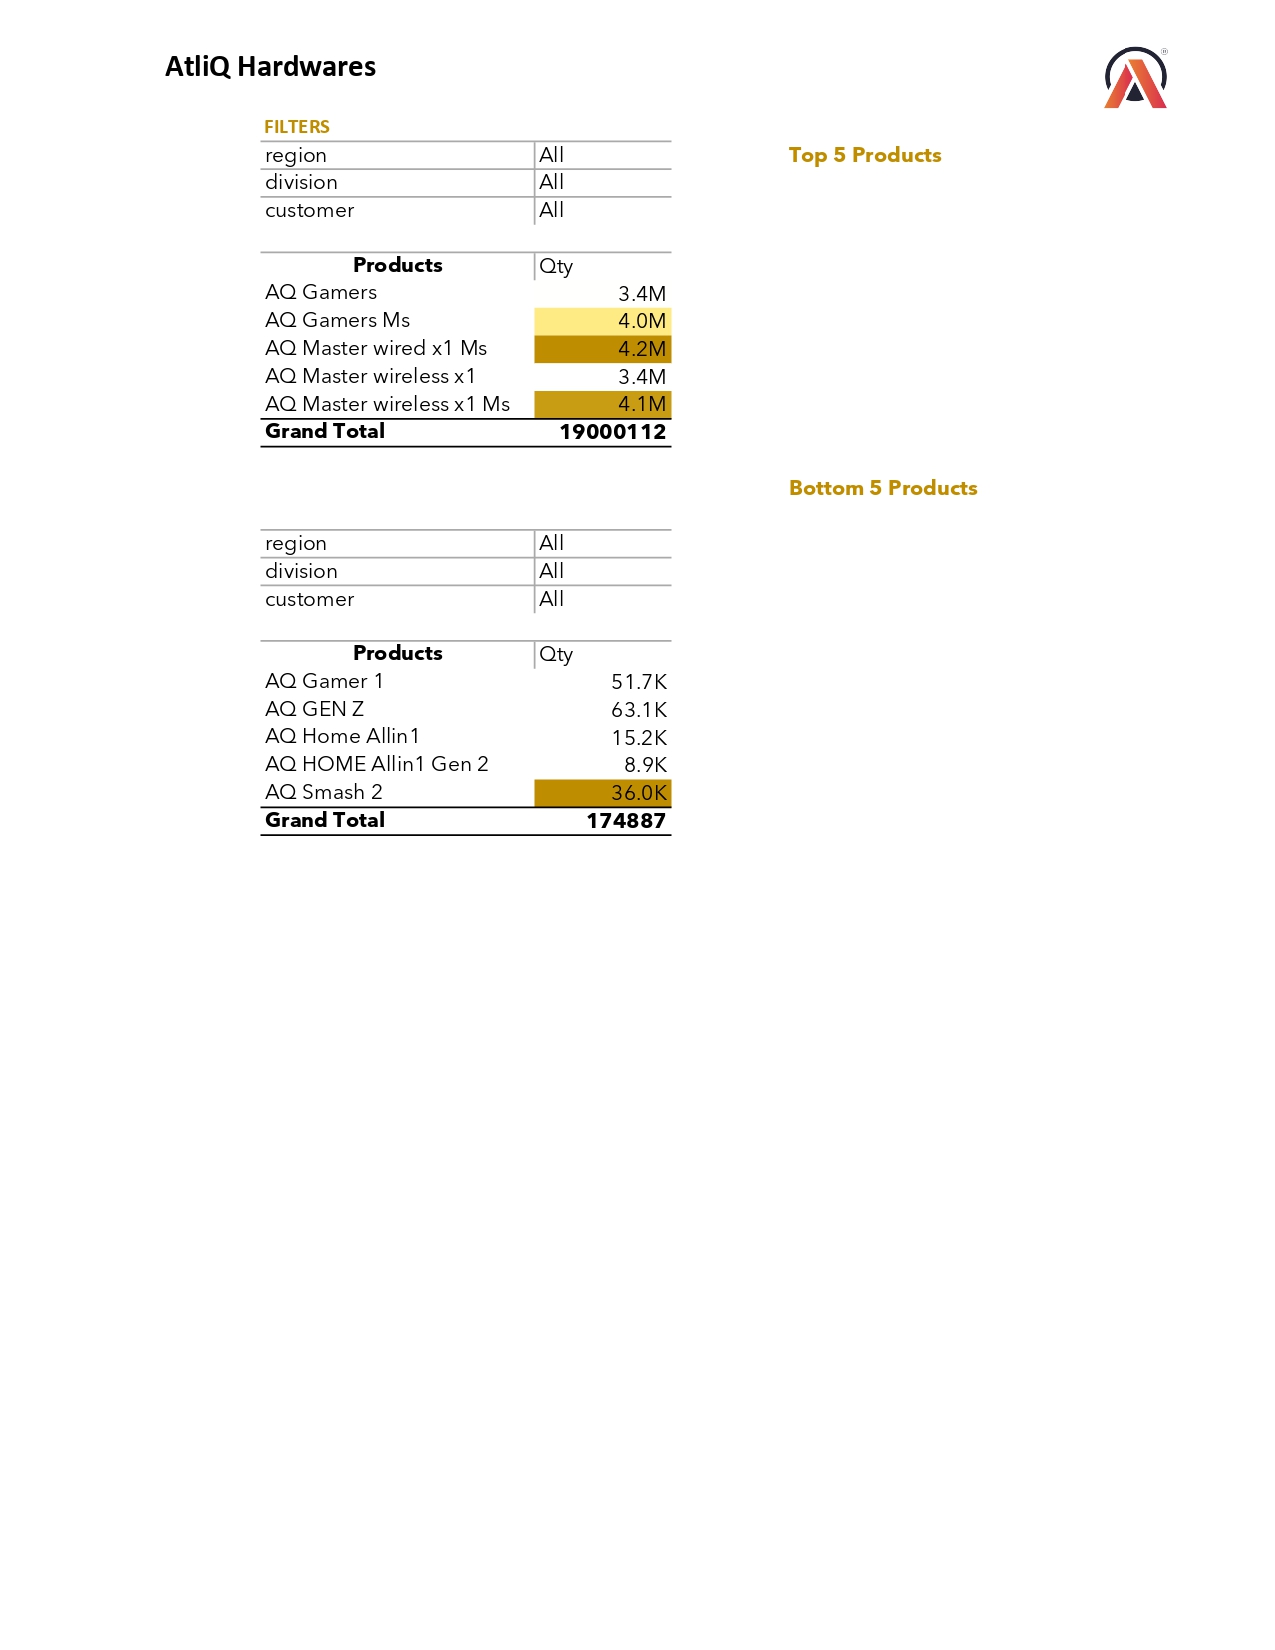 AtliQ Hardwares
®
FILTERS
region All
division All
customer All
Top 5 Products
Products Qty
AQ Gamers 3.4M
AQ Gamers Ms 4.0M
AQ Master wired x1 Ms 4.2M
AQ Master wireless x1 3.4M
AQ Master wireless x1 Ms 4.1M
Grand Total 19000112
Bottom 5 Products
region All
division All
customer All
Products Qty
AQ Gamer 1 51.7K
AQ GEN Z 63.1K
AQ Home Allin1 15.2K
AQ HOME Allin1 Gen 2 8.9K
AQ Smash 2 36.0K
Grand Total 174887